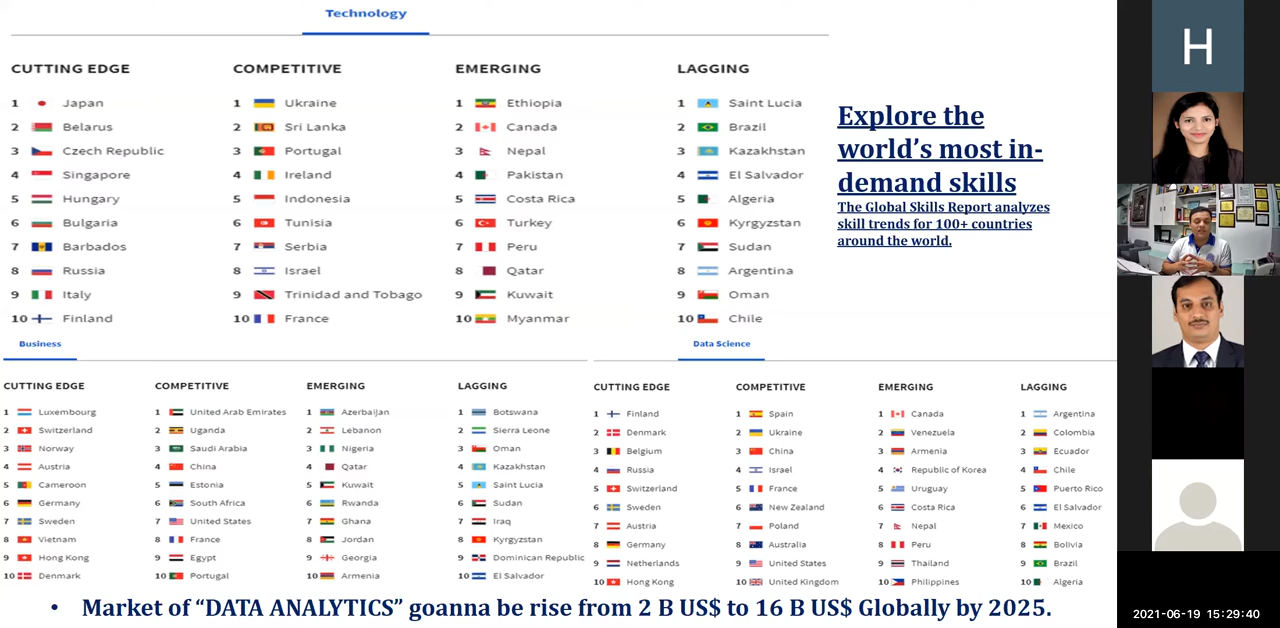 Technology
CUTTING EDGE COMPETITIVE EMERGING LAGGING
1 Japan 1 Ukraine 1 Ethiopia 1 Saint Lucia
2 Belarus 2 Sri Lanka 2 Canada 2 Brazil
3 Czech Republic 3 Portugal 3 Nepal 3 Kazakhstan
4 Singapore 4 Ireland 4 Pakistan 4 El Salvador
5 Hungary 5 Indonesia 5 Costa Rica 5 Algeria
6 Bulgaria 6 Tunisia 6 Turkey 6 Kyrgyzstan
7 Barbados 7 Serbia 7 Peru 7 Sudan
8 Russia 8 Israel 8 Qatar 8 Argentina
9 Italy 9 Trinidad and Tobago 9 Kuwait 9 Oman
10 Finland 10 France 10 Myanmar 10 Chile
Explore the
world's most in-
demand skills
The Global Skills Report analyzes
skill trends for 100+ countries
around the world.
Business
CUTTING EDGE COMPETITIVE EMERGING LAGGING
1 Luxembourg 1 United Arab Emirates 1 Azerbaijan 1 Botswana
2 Switzerland 2 Uganda 2 Lebanon 2 Sierra Leone
3 Norway 3 Saudi Arabia 3 Nigeria 3 Oman
4 Austria 4 China 4 Qatar 4 Kazakhstan
5 Cameroon 5 Estonia 5 Kuwait 5 Saint Lucia
6 Germany 6 South Africa 6 Rwanda 6 Sudan
7 Sweden 7 United States 7 Ghana 7 Iraq
8 Vietnam 8 France 8 Jordan 8 Kyrgyzstan
9 Hong Kong 9 Egypt 9 Georgia 9 Dominican Republic
10 Denmark 10 Portugal 10 Armenia 10 El Salvador
Data Science
CUTTING EDGE COMPETITIVE EMERGING LAGGING
1 Finland 1 Spain 1 Canada 1 Argentina
2 Denmark 2 Ukraine 2 Venezuela 2 Colombia
3 Belgium 3 China 3 Armenia 3 Ecuador
4 Russia 4 Israel 4 Republic of Korea 4 Chile
5 Switzerland 5 France 5 Uruguay 5 Puerto Rico
6 Sweden 6 New Zealand 6 Costa Rica 6 El Salvador
7 Austria 7 Poland 7 Nepal 7 Mexico
8 Germany 8 Australia 8 Peru 8 Bolivia
9 Netherlands 9 United States 9 Thailand 9 Brazil
10 Hong Kong 10 United Kingdom 10 Philippines 10 Algeria
• Market of “DATA ANALYTICS” goanna be rise from 2 B US$ to 16 B US$ Globally by 2025.
H
2021-06-19 15:29:40